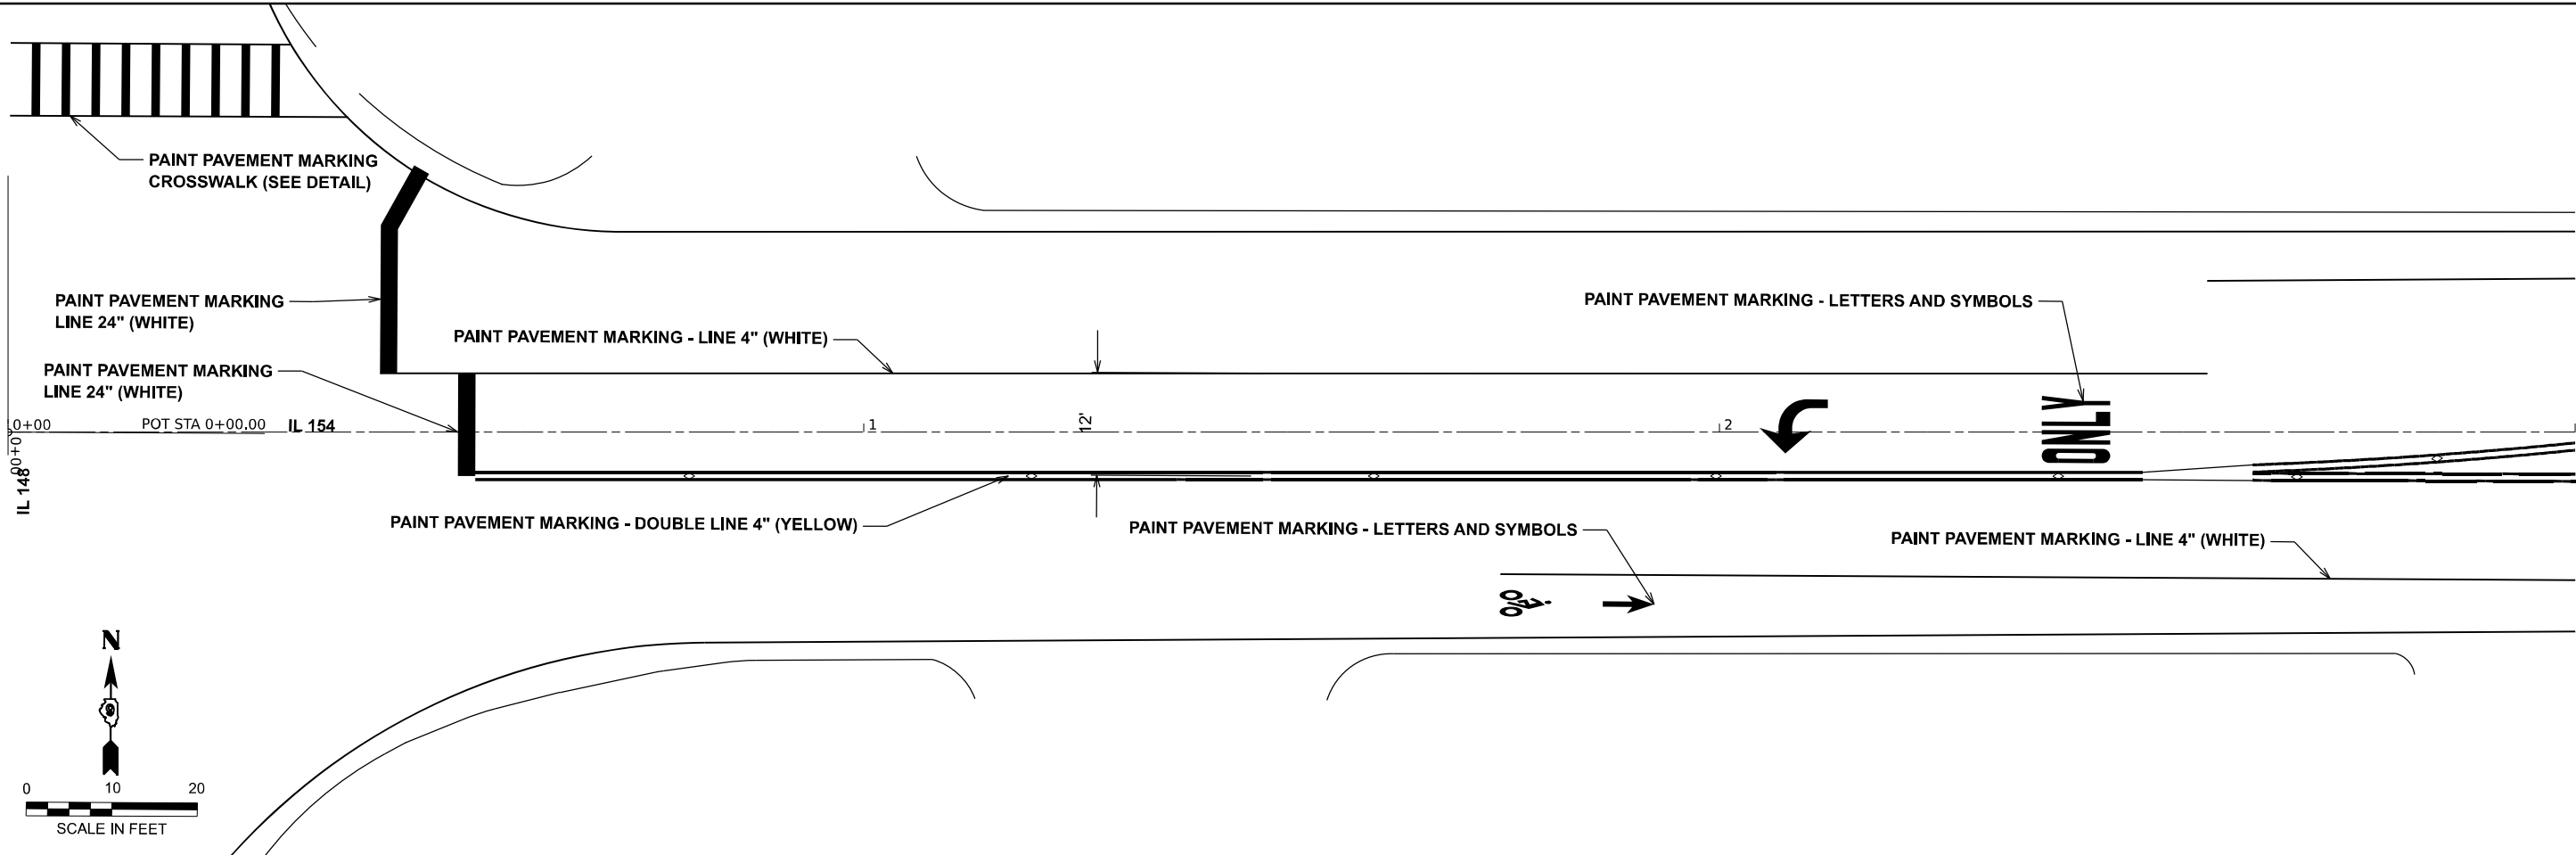 PAINT PAVEMENT MARKING
CROSSWALK (SEE DETAIL)
PAINT PAVEMENT MARKING
LINE 24" (WHITE)
PAINT PAVEMENT MARKING - LETTERS AND SYMBOLS
PAINT PAVEMENT MARKING - LINE 4" (WHITE)
PAINT PAVEMENT MARKING
LINE 24" (WHITE)
ONLY
12'
0+00
POT STA 0+00.00
IL 154
1
2
IL 148
PAINT PAVEMENT MARKING - DOUBLE LINE 4" (YELLOW)
PAINT PAVEMENT MARKING - LETTERS AND SYMBOLS
PAINT PAVEMENT MARKING - LINE 4" (WHITE)
N
0 10 20
SCALE IN FEET